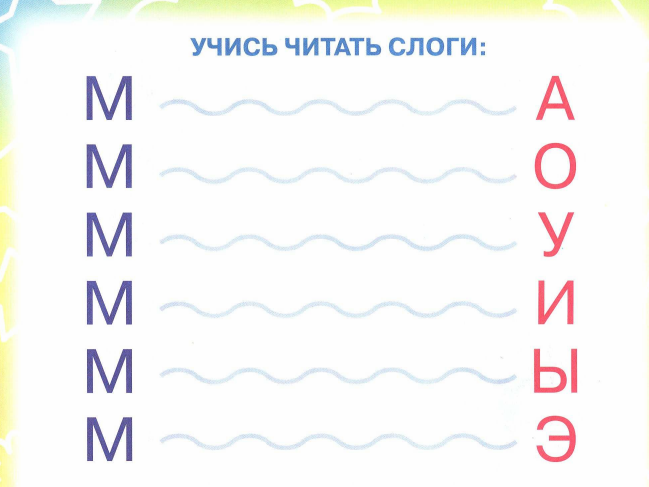 УЧИСЬ ЧИТАТЬ СЛОГИ:
М А
М О
М У
М И
М Ы
М Э